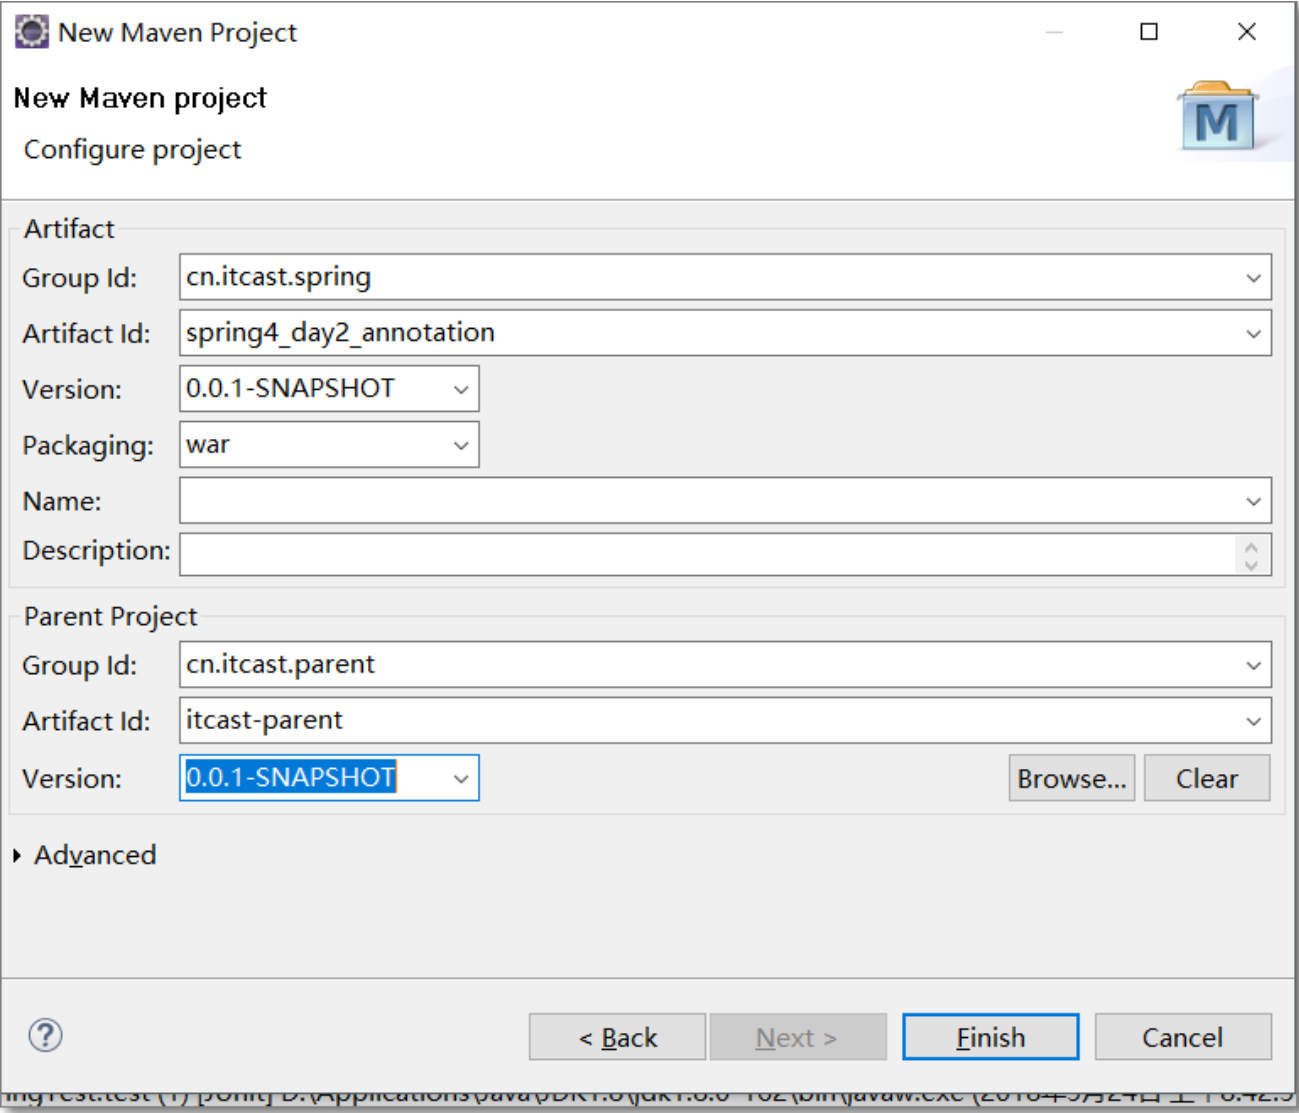 New Maven Project
New Maven project
Configure project
M
Artifact
Group Id: cn.itcast.spring
Artifact Id: spring4_day2_annotation
Version: 0.0.1-SNAPSHOT
Packaging: war
Name:
Description:
Parent Project
Group Id: cn.itcast.parent
Artifact Id: itcast-parent
Version: 0.0.1-SNAPSHOT Browse... Clear
Advanced
? < Back Next > Finish Cancel